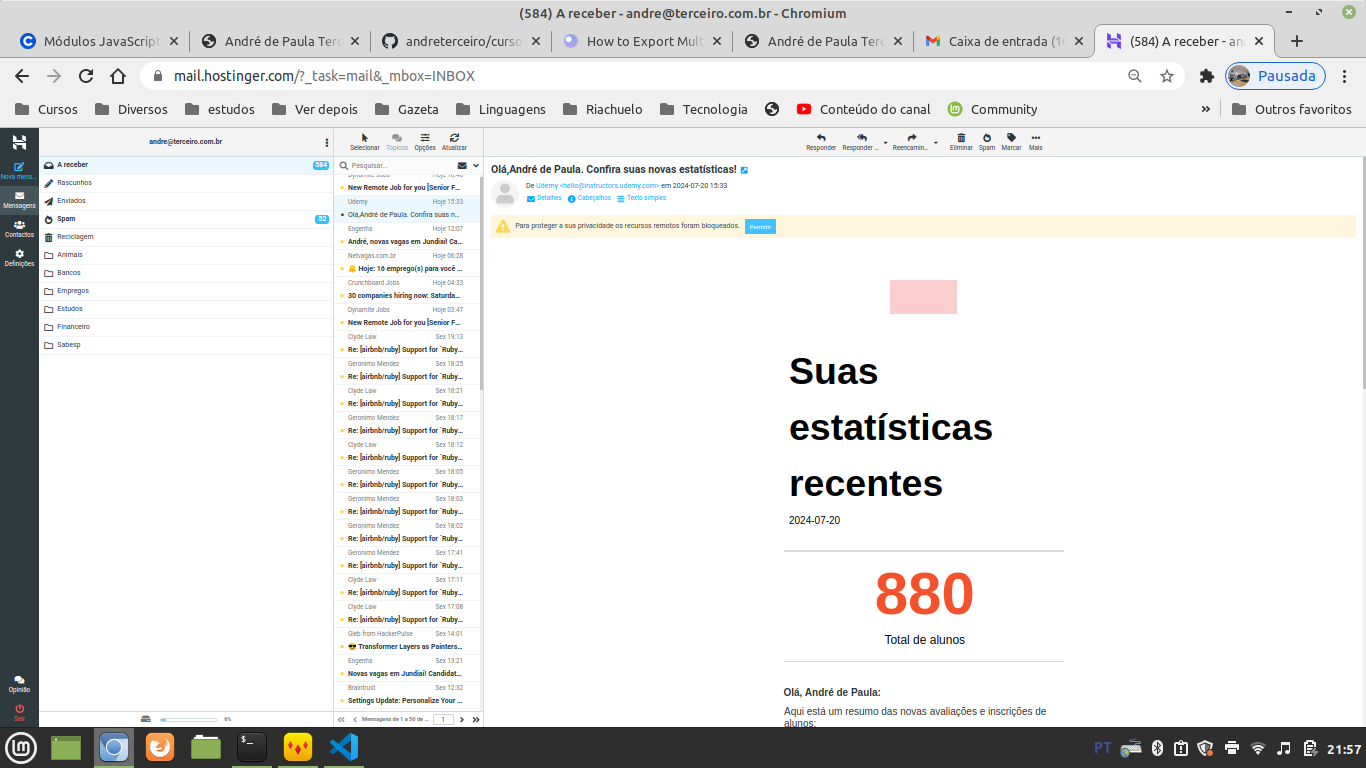 (584) A receber - andre@terceiro.com.br - Chromium
Módulos JavaScript
André de Paula Terc
andreterceiro/curso
How to Export Mult
André de Paula Terc
Caixa de entrada (10
(584) A receber - an
mail.hostinger.com/?_task=mail&_mbox=INBOX
Pausada
Cursos
Diversos
estudos
Ver depois
Gazeta
Linguagens
Riachuelo
Tecnologia
Conteúdo do canal
Community
»
Outros favoritos
Nova mens...
Mensagens
Contactos
Definições
Opinião
Sair
andre@terceiro.com.br
A receber 584
Rascunhos
Enviados
Spam 52
Reciclagem
Animais
Bancos
Empregos
Estudos
Financeiro
Sabesp
6%
Selecionar
Tópicos
Opções
Atualizar
Pesquisar...
New Remote Job for you [Senior F...
Udemy Hoje 15:33
Olá,André de Paula. Confira suas n...
Engenha Hoje 12:07
André, novas vagas em Jundiaí! Ca...
Netvagas.com.br Hoje 06:28
Hoje: 16 emprego(s) para você ...
Crunchboard Jobs Hoje 04:33
30 companies hiring now: Saturda...
Dynamite Jobs Hoje 03:47
New Remote Job for you [Senior F...
Clyde Law Sex 19:13
Re: [airbnb/ruby] Support for `Ruby...
Geronimo Mendez Sex 18:25
Re: [airbnb/ruby] Support for `Ruby...
Clyde Law Sex 18:21
Re: [airbnb/ruby] Support for `Ruby...
Geronimo Mendez Sex 18:17
Re: [airbnb/ruby] Support for `Ruby...
Clyde Law Sex 18:12
Re: [airbnb/ruby] Support for `Ruby...
Geronimo Mendez Sex 18:05
Re: [airbnb/ruby] Support for `Ruby...
Geronimo Mendez Sex 18:03
Re: [airbnb/ruby] Support for `Ruby...
Geronimo Mendez Sex 18:02
Re: [airbnb/ruby] Support for `Ruby...
Geronimo Mendez Sex 17:41
Re: [airbnb/ruby] Support for `Ruby...
Clyde Law Sex 17:11
Re: [airbnb/ruby] Support for `Ruby...
Clyde Law Sex 17:08
Re: [airbnb/ruby] Support for `Ruby...
Gleb from HackerPulse Sex 14:01
Transformer Layers as Painters...
Engenha Sex 13:21
Novas vagas em Jundiaí! Candidat...
Braintrust Sex 12:32
Settings Update: Personalize Your ...
Mensagens de 1 a 50 de ... 1
Responder
Responder ...
Reencamin...
Eliminar
Spam
Marcar
Mais
Olá,André de Paula. Confira suas novas estatísticas!
De Udemy <hello@instructors.udemy.com> em 2024-07-20 15:33
Detalhes Cabeçalhos Texto simples
Para proteger a sua privacidade os recursos remotos foram bloqueados. Permitir
Suas
estatísticas
recentes
2024-07-20
880
Total de alunos
Olá, André de Paula:
Aqui está um resumo das novas avaliações e inscrições de
alunos:
PT
21:57